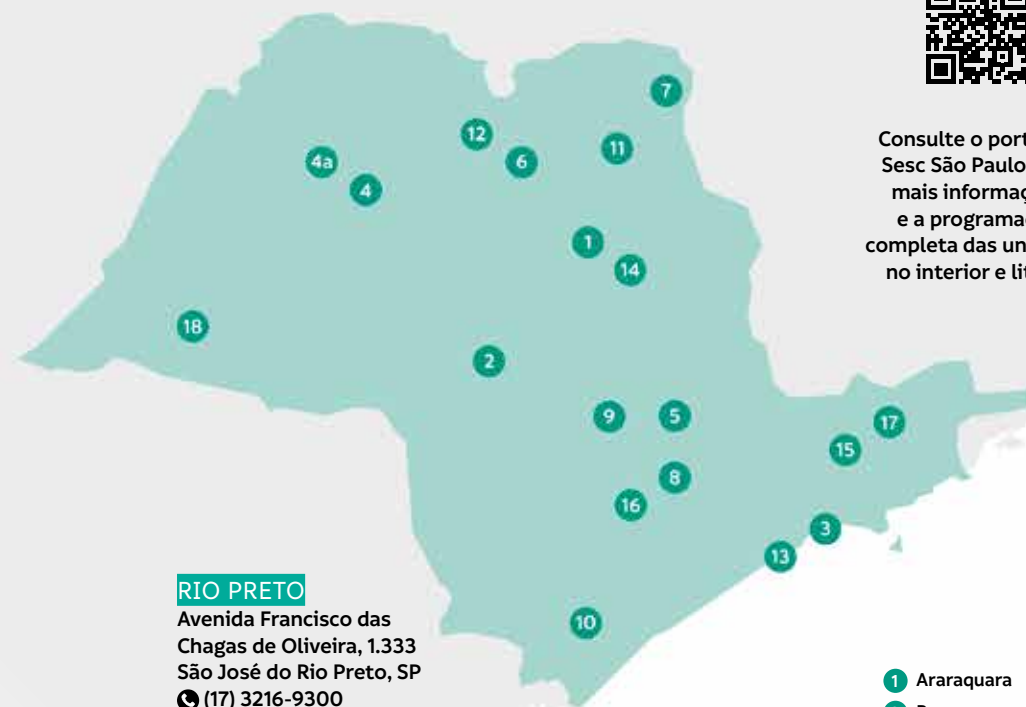 7
12
11
4a
6
4
1
14
18
2
9
5
17
15
8
16
3
13
10
Consulte o port
Sesc São Paulo
mais informaç
e a programa
completa das un
no interior e li
RIO PRETO
Avenida Francisco das
Chagas de Oliveira, 1.333
São José do Rio Preto, SP
(17) 3216-9300
1 Araraquara